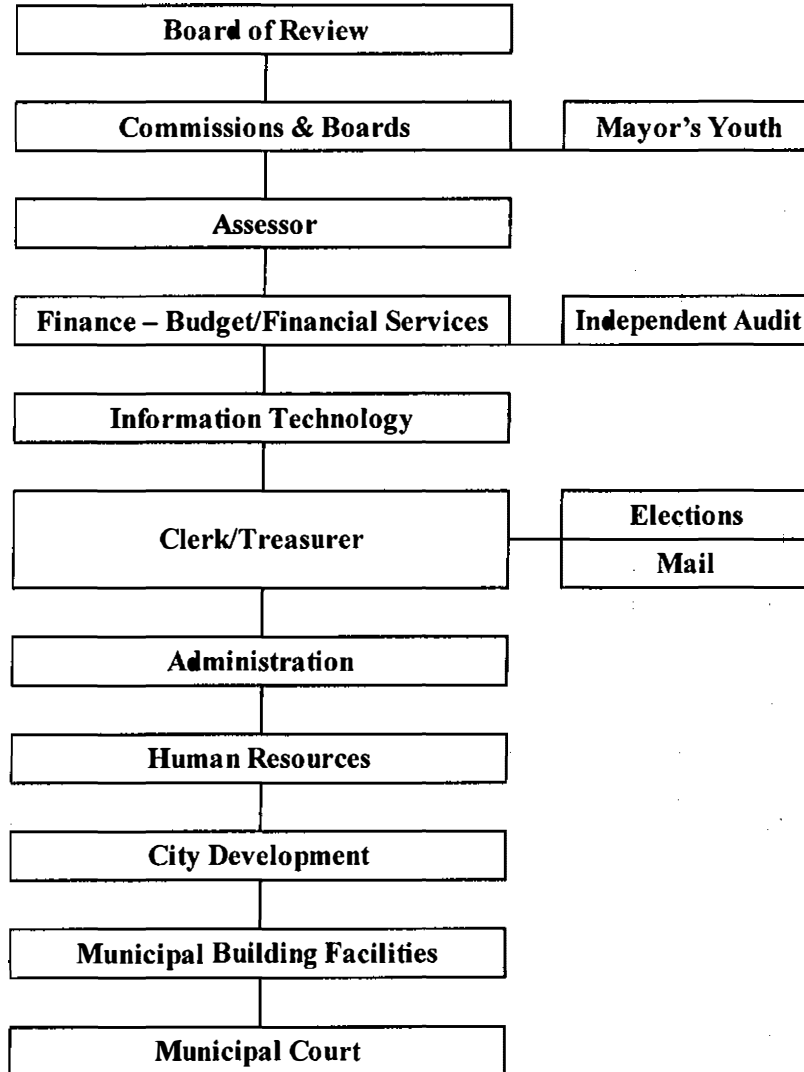 Board of Review
Commissions & Boards
Mayor's Youth
Assessor
Finance – Budget/Financial Services
Independent Audit
Information Technology
Clerk/Treasurer
Elections
Mail
Administration
Human Resources
City Development
Municipal Building Facilities
Municipal Court